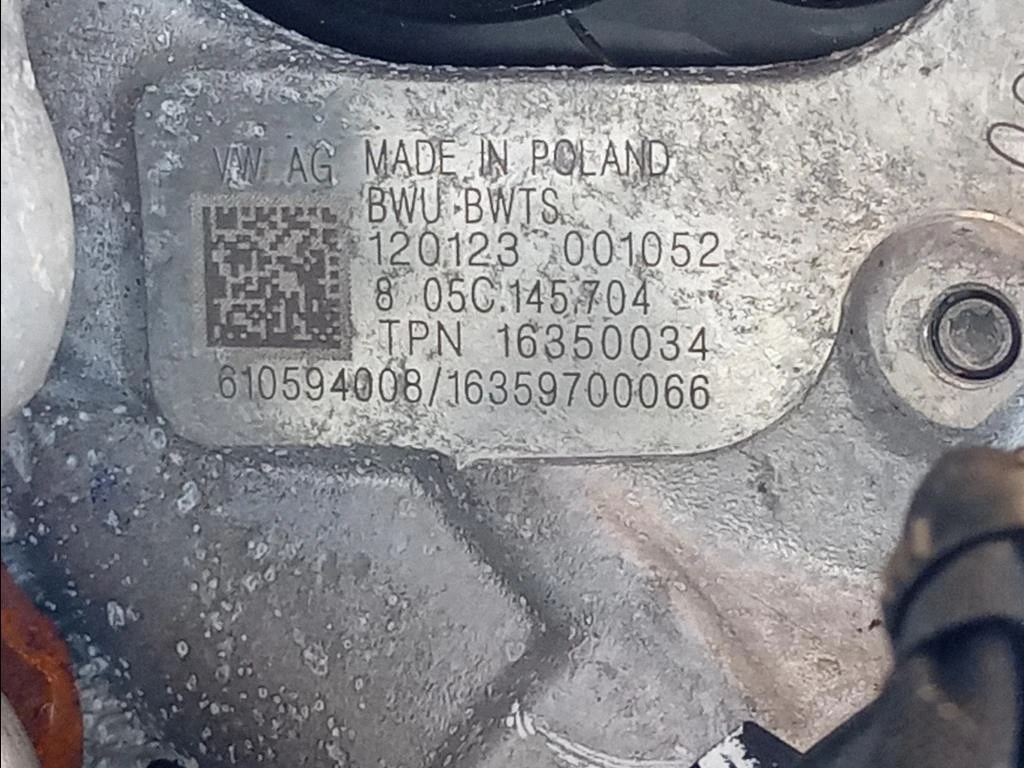 VW AG MADE IN POLAND
BWU BWTS
120123 001052
8 05C.145.704
TPN 16350034
610594008/16359700066